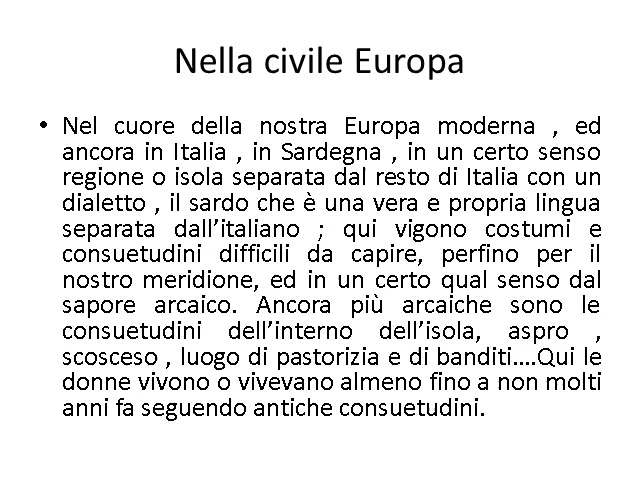 Nella civile Europa
• Nel cuore della nostra Europa moderna , ed
ancora in Italia , in Sardegna , in un certo senso
regione o isola separata dal resto di Italia con un
dialetto , il sardo che è una vera e propria lingua
separata dall’italiano ; qui vigono costumi e
consuetudini difficili da capire, perfino per il
nostro meridione, ed in un certo qual senso dal
sapore arcaico. Ancora più arcaiche sono le
consuetudini dell’interno dell’isola, aspro ,
scosceso , luogo di pastorizia e di banditi….Qui le
donne vivono o vivevano almeno fino a non molti
anni fa seguendo antiche consuetudini.